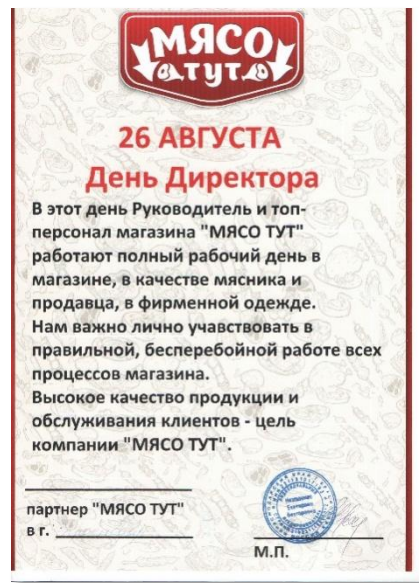 МЯСО
ТУТ
26 АВГУСТА
День Директора
В этот день Руководитель и топ-
персонал магазина "МЯСО ТУТ"
работают полный рабочий день в
магазине, в качестве мясника и
продавца, в фирменной одежде.
Нам важно лично учавствовать в
правильной, бесперебойной работе всех
процессов магазина.
Высокое качество продукции и
обслуживания клиентов - цель
компании "МЯСО ТУТ".
партнер "МЯСО ТУТ"
в г.
М.П.